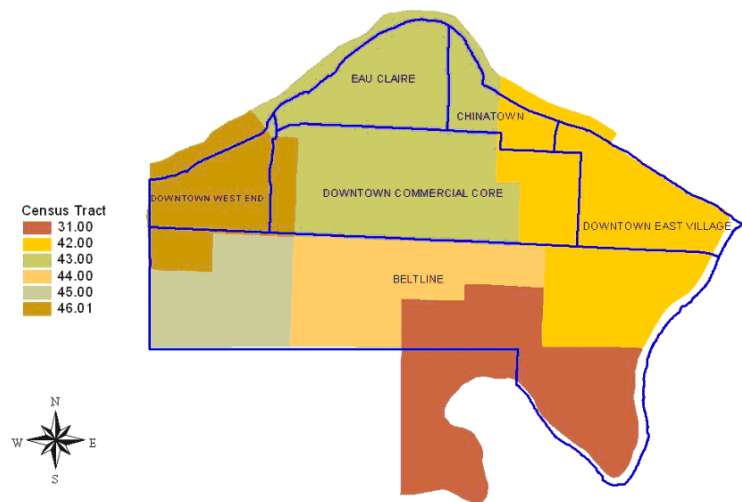 EAU CLAIRE
CHINATOWN
DOWNTOWN WEST END
DOWNTOWN COMMERCIAL CORE
DOWNTOWN EAST VILLAGE
Census Tract
31.00
42.00
43.00
44.00
45.00
46.01
BELTLINE
N
W E
S